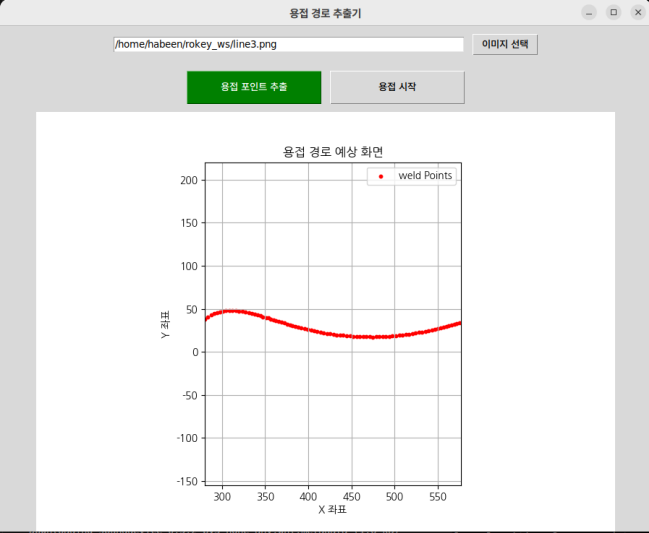 용접 경로 추출기
/home/habeen/rokey_ws/line3.png
이미지 선택
용접 포인트 추출
용접 시작
용접 경로 예상 화면
weld Points
200
150
100
50
0
-50
-100
-150
Y 좌표
300
350
400
450
500
550
X 좌표